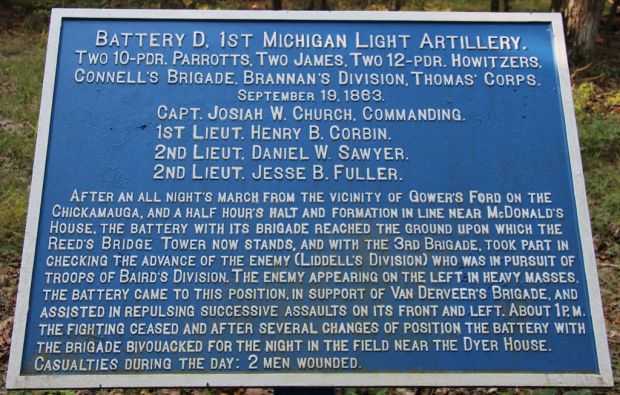 Battery D, 1st Michigan Light Artillery.
Two 10-pdr. Parrotts, Two James, Two 12-pdr. Howitzers,
Connell's Brigade, Brannan's Division, Thomas' Corps.
September 19, 1863.
Capt. Josiah W. Church, Commanding.
1st Lieut. Henry B. Corbin.
2nd Lieut. Daniel W. Sawyer.
2nd Lieut. Jesse B. Fuller.
After an all night's march from the vicinity of Gower's Ford on the
Chickamauga, and a half hour's halt and formation in line near McDonald's
House, the battery with its brigade reached the ground upon which the
Reed's Bridge Tower now stands, and with the 3rd Brigade, took part in
checking the advance of the enemy (Liddell's Division) who was in pursuit of
troops of Baird's Division. The enemy appearing on the left in heavy masses,
the battery came to this position, in support of Van Derveer's Brigade, and
assisted in repulsing successive assaults on its front and left. About 1 P.M.
the fighting ceased and after several changes of position the battery with
the brigade bivouacked for the night in the field near the Dyer House.
Casualties during the day: 2 men wounded.